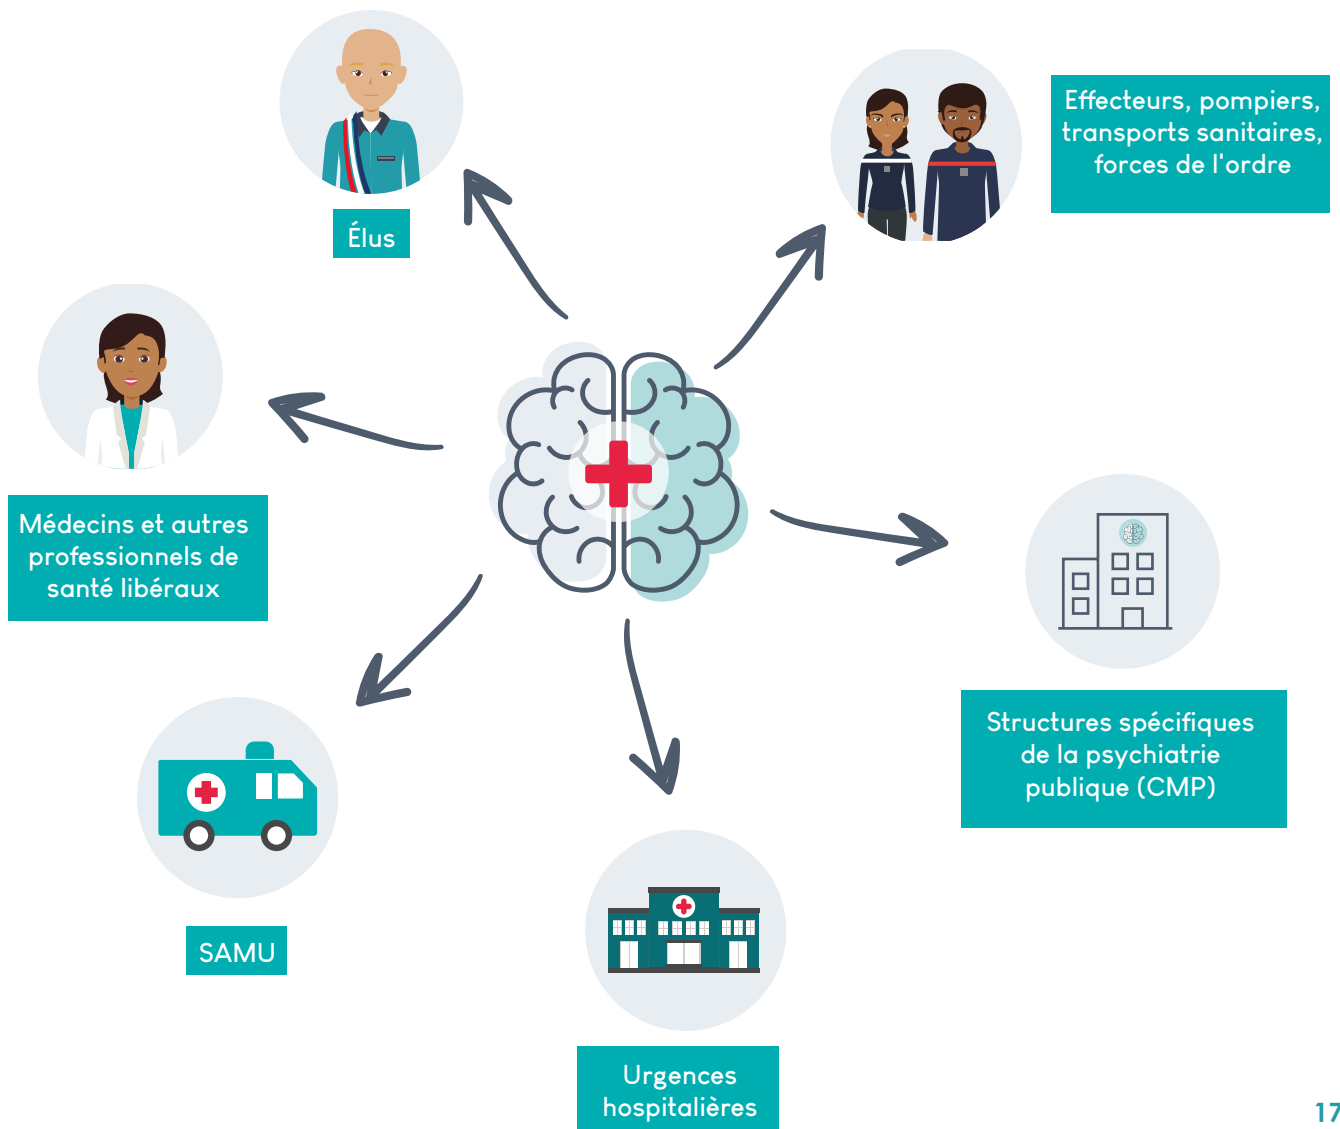 Élus
Effecteurs, pompiers,
transports sanitaires,
forces de l'ordre
Médecins et autres
professionnels de
santé libéraux
Structures spécifiques
de la psychiatrie
publique (CMP)
SAMU
Urgences
hospitalières
17